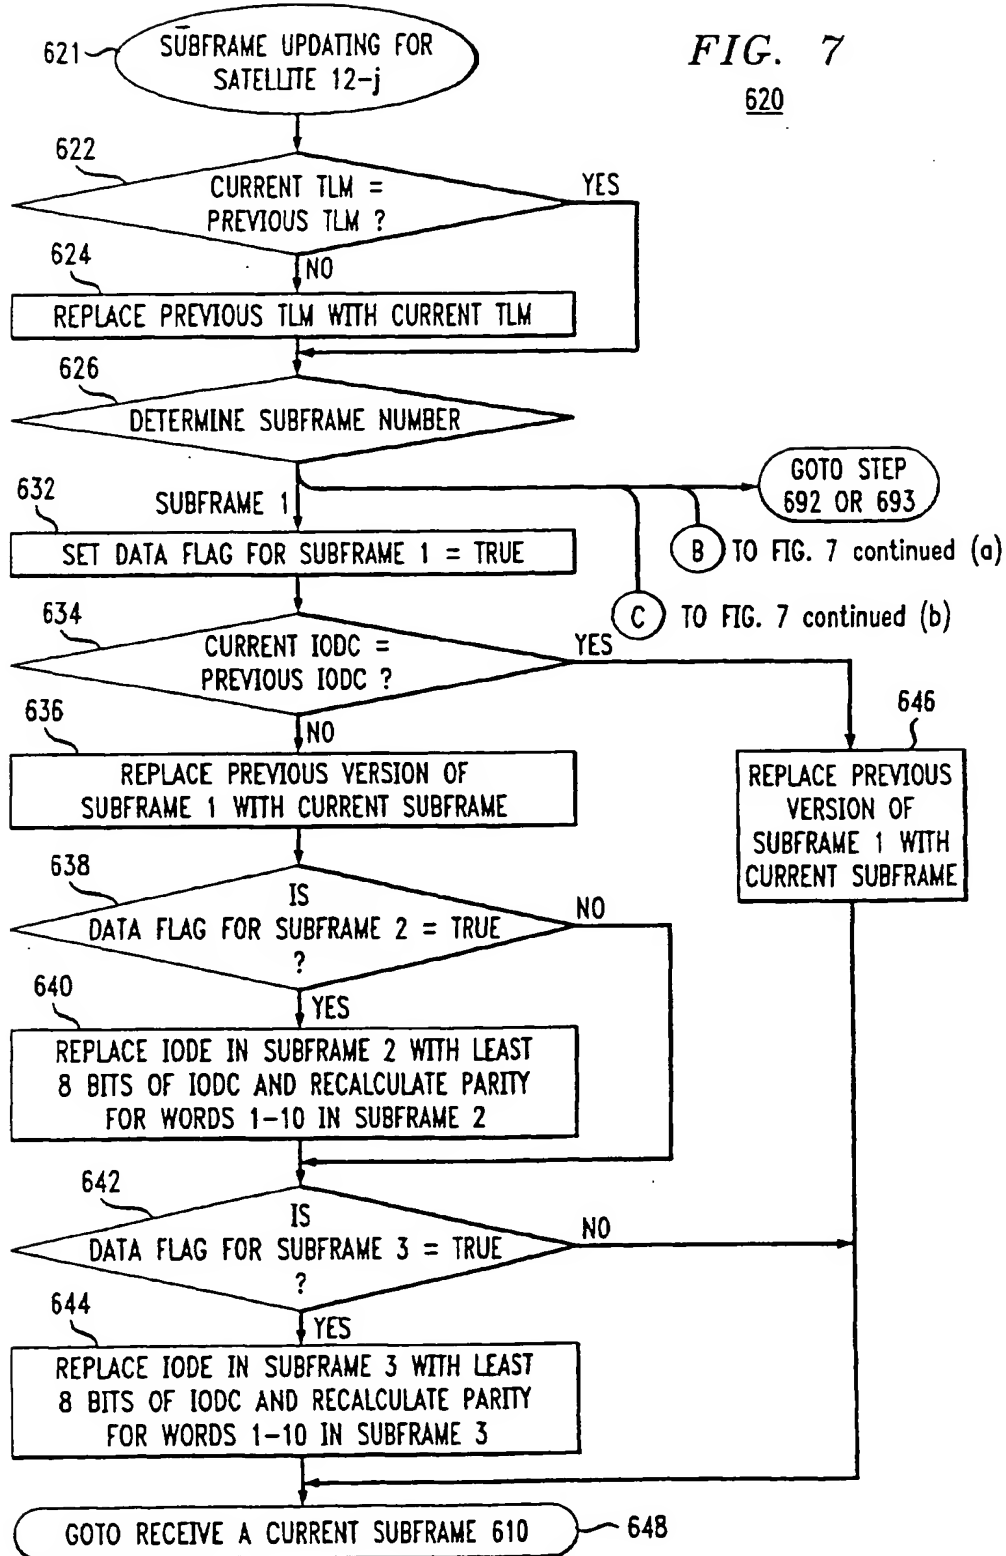 FIG. 7
620
621
SUBFRAME UPDATING FOR
SATELLITE 12-j
622
CURRENT TLM =
PREVIOUS TLM ?
YES
NO
624
REPLACE PREVIOUS TLM WITH CURRENT TLM
626
DETERMINE SUBFRAME NUMBER
GOTO STEP
692 OR 693
SUBFRAME 1
632
SET DATA FLAG FOR SUBFRAME 1 = TRUE
B TO FIG. 7 continued (a)
C TO FIG. 7 continued (b)
634
CURRENT IODC =
PREVIOUS IODC ?
YES
NO
636
REPLACE PREVIOUS VERSION OF
SUBFRAME 1 WITH CURRENT SUBFRAME
646
REPLACE PREVIOUS
VERSION OF
SUBFRAME 1 WITH
CURRENT SUBFRAME
638
IS
DATA FLAG FOR SUBFRAME 2 = TRUE
?
NO
YES
640
REPLACE IODE IN SUBFRAME 2 WITH LEAST
8 BITS OF IODC AND RECALCULATE PARITY
FOR WORDS 1-10 IN SUBFRAME 2
642
IS
DATA FLAG FOR SUBFRAME 3 = TRUE
?
NO
YES
644
REPLACE IODE IN SUBFRAME 3 WITH LEAST
8 BITS OF IODC AND RECALCULATE PARITY
FOR WORDS 1-10 IN SUBFRAME 3
GOTO RECEIVE A CURRENT SUBFRAME 610
648